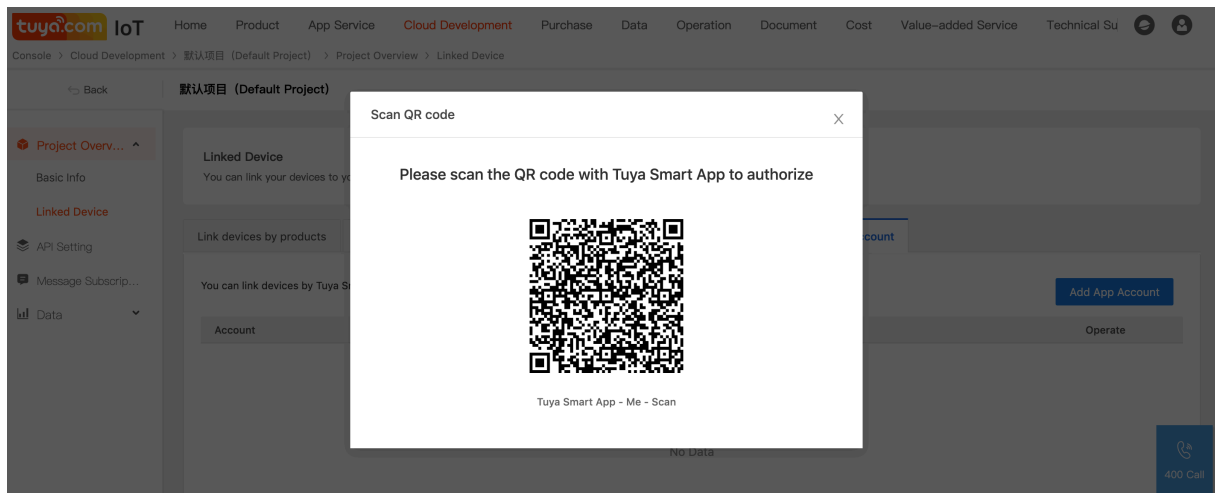 tuya.com IoT
Home Product App Service Cloud Development Purchase Data Operation Document Cost Value-added Service Technical Su
Console > Cloud Development > 默认项目 (Default Project) > Project Overview > Linked Device
Back
默认项目 (Default Project)
Scan QR code
Project Overv...
Linked Device
Basic Info
You can link your devices to yo
Please scan the QR code with Tuya Smart App to authorize
Linked Device
Link devices by products
count
API Setting
Message Subscrip...
You can link devices by Tuya S
Add App Account
Data
Account
Operate
Tuya Smart App - Me - Scan
No Data
400 Call